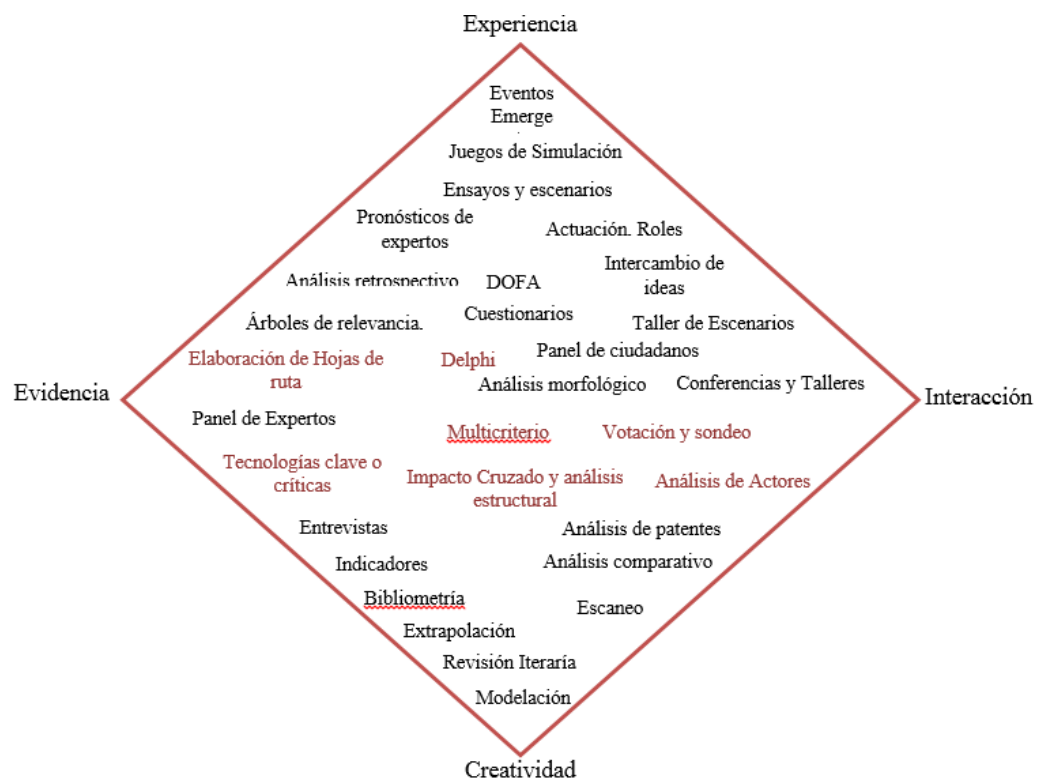 Experiencia
Eventos
Emerge
Juegos de Simulación
Ensayos y escenarios
Pronósticos de
expertos
Actuación. Roles
Intercambio de
ideas
Análisis retrospectivo
DOFA
Cuestionarios
Árboles de relevancia.
Taller de Escenarios
Elaboración de Hojas de
ruta
Delphi
Panel de ciudadanos
Análisis morfológico
Conferencias y Talleres
Evidencia
Interacción
Panel de Expertos
Multicriterio
Votación y sondeo
Tecnologías clave o
críticas
Impacto Cruzado y análisis
estructural
Análisis de Actores
Entrevistas
Análisis de patentes
Indicadores
Análisis comparativo
Bibliometría
Escaneo
Extrapolación
Revisión Iteraría
Modelación
Creatividad